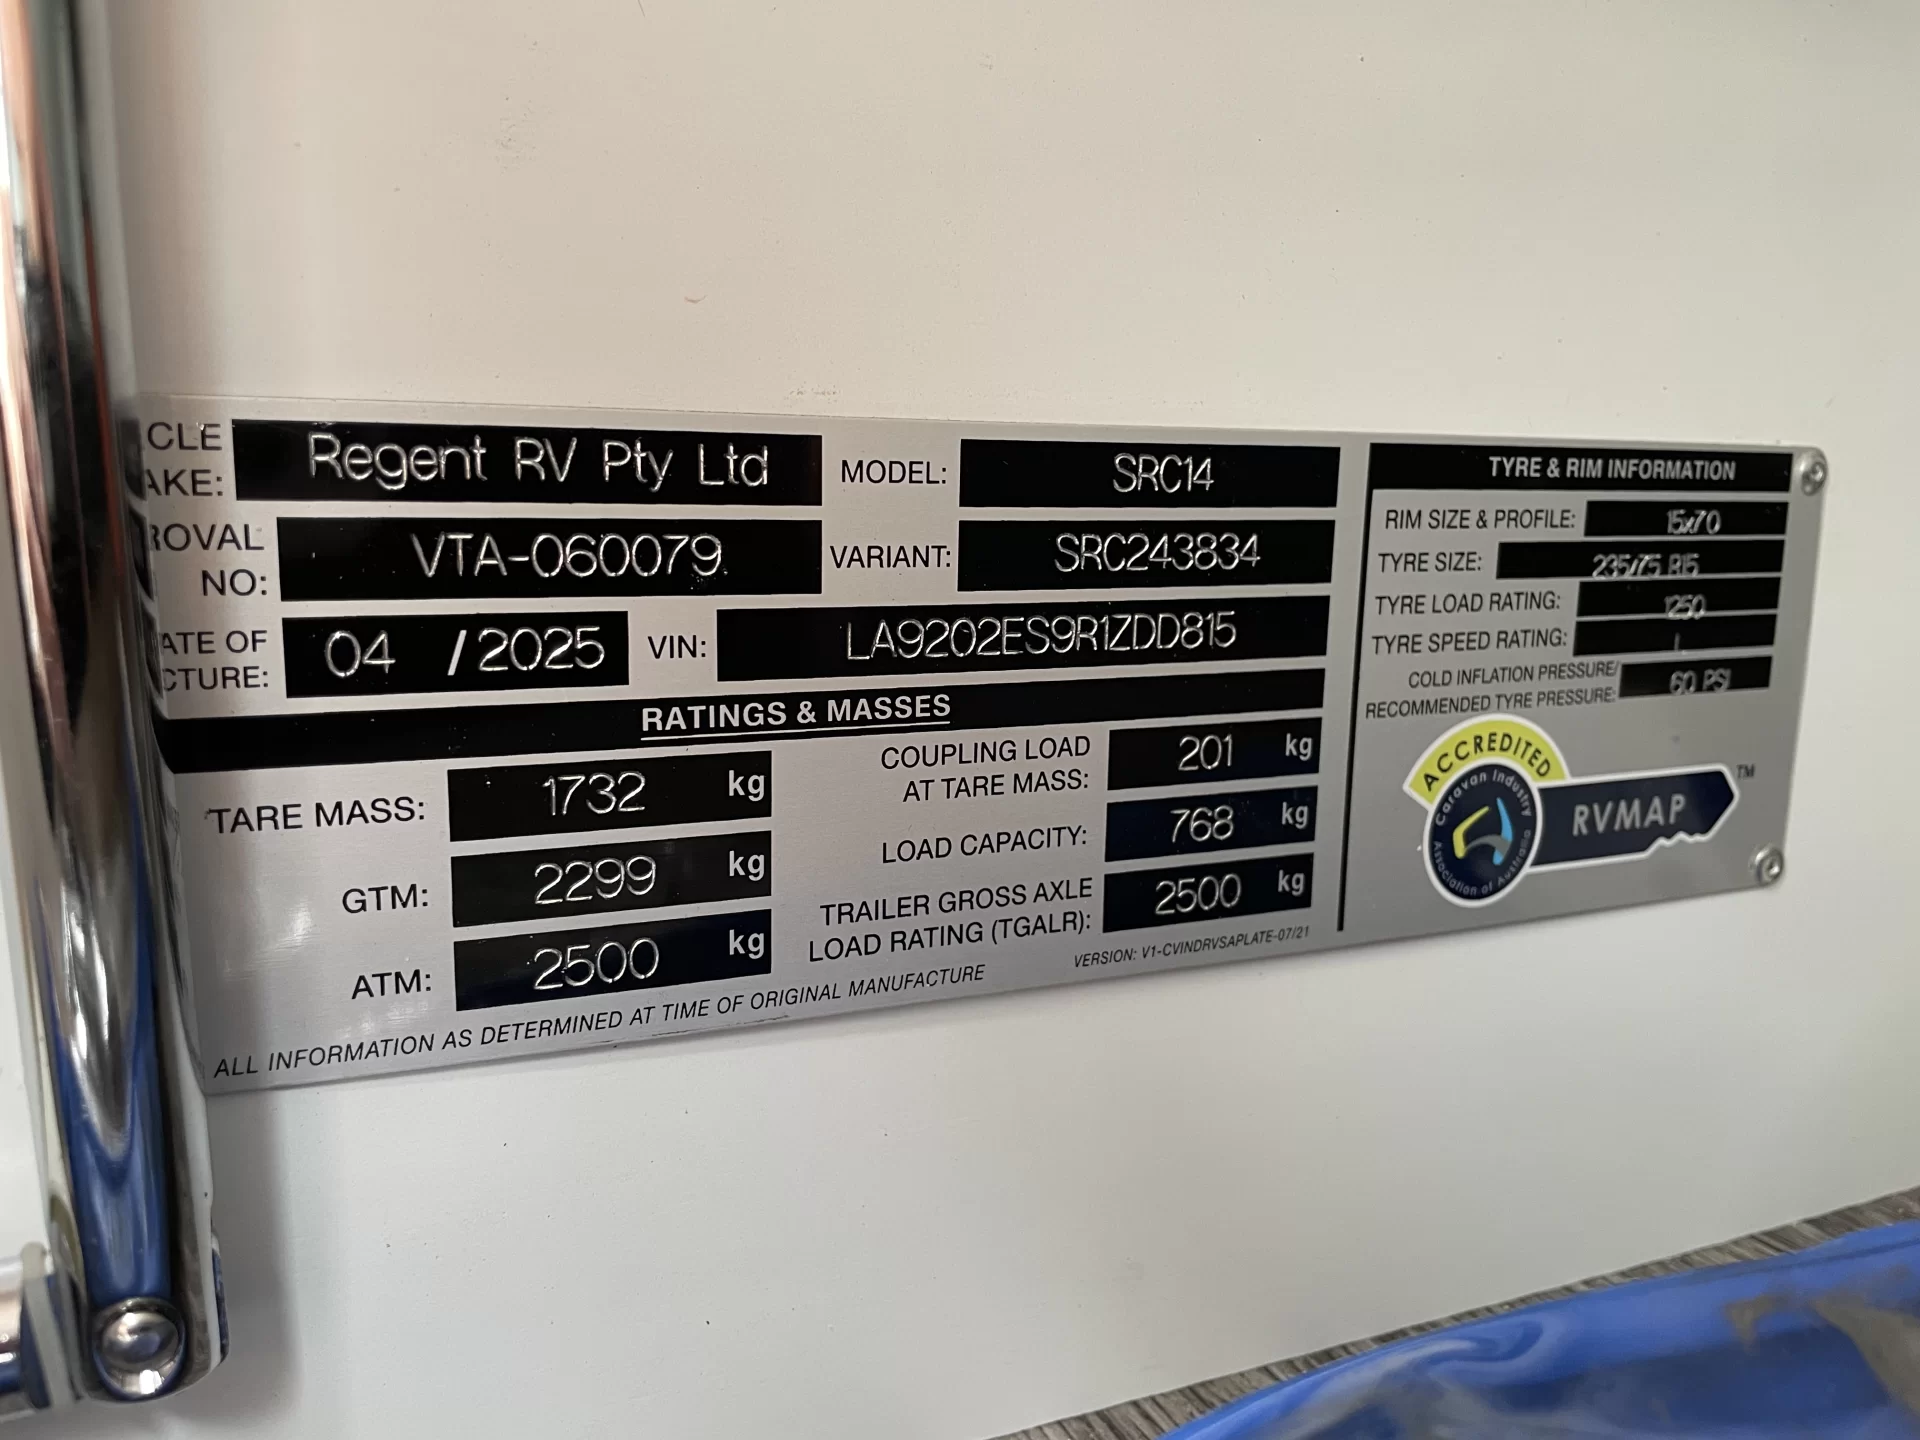 CLE
AKE: Regent RV Pty Ltd MODEL: SRC14
ROVAL
NO: VTA-060079 VARIANT: SRC243834
ATE OF
CTURE: 04 /2025 VIN: LA9202ES9R1ZDD815
RATINGS & MASSES
TARE MASS: 1732 kg
GTM: 2299 kg
ATM: 2500 kg
COUPLING LOAD
AT TARE MASS: 201 kg
LOAD CAPACITY: 768 kg
TRAILER GROSS AXLE
LOAD RATING (TGALR): 2500 kg
ALL INFORMATION AS DETERMINED AT TIME OF ORIGINAL MANUFACTURE
VERSION: V1-CVINDRVSAPLATE-07/21
TYRE & RIM INFORMATION
RIM SIZE & PROFILE: 15x70
TYRE SIZE: 235/75 R15
TYRE LOAD RATING: 1250
TYRE SPEED RATING: L
COLD INFLATION PRESSURE/
RECOMMENDED TYRE PRESSURE: 60 PSI
ACCREDITED
Caravan Industry
Association of Australia
RVMAP TM